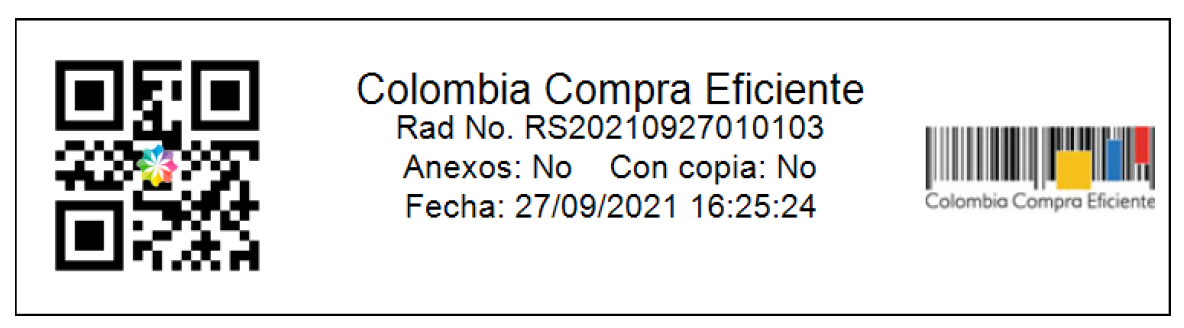 Colombia Compra Eficiente
Rad No. RS20210927010103
Anexos: No Con copia: No
Fecha: 27/09/2021 16:25:24
Colombia Compra Eficiente